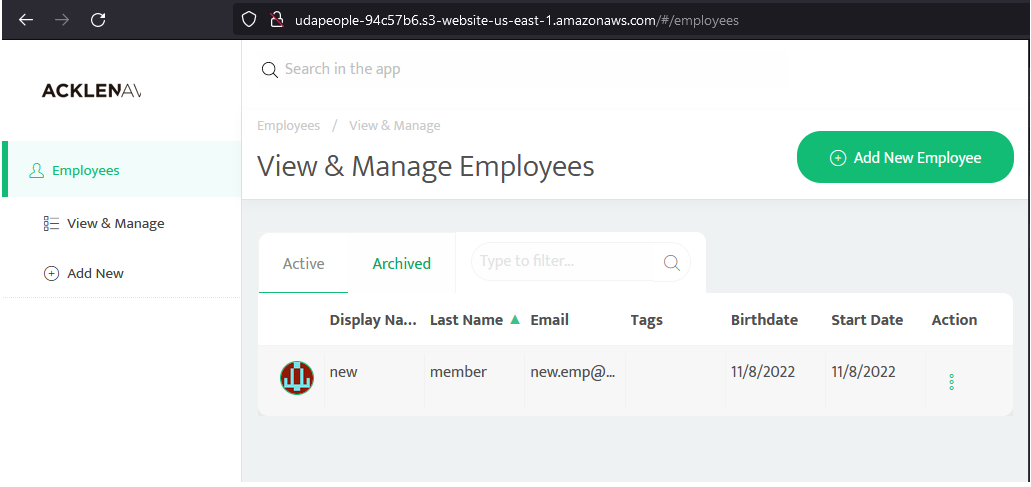 udapeople-94c57b6.s3-website-us-east-1.amazonaws.com/#/employees
ACKLENAV
Search in the app
Employees / View & Manage
View & Manage Employees
Add New Employee
Employees
View & Manage
Add New
Active Archived Type to filter...
Display Na... Last Name ▲ Email Tags Birthdate Start Date Action
new member new.emp@... 11/8/2022 11/8/2022